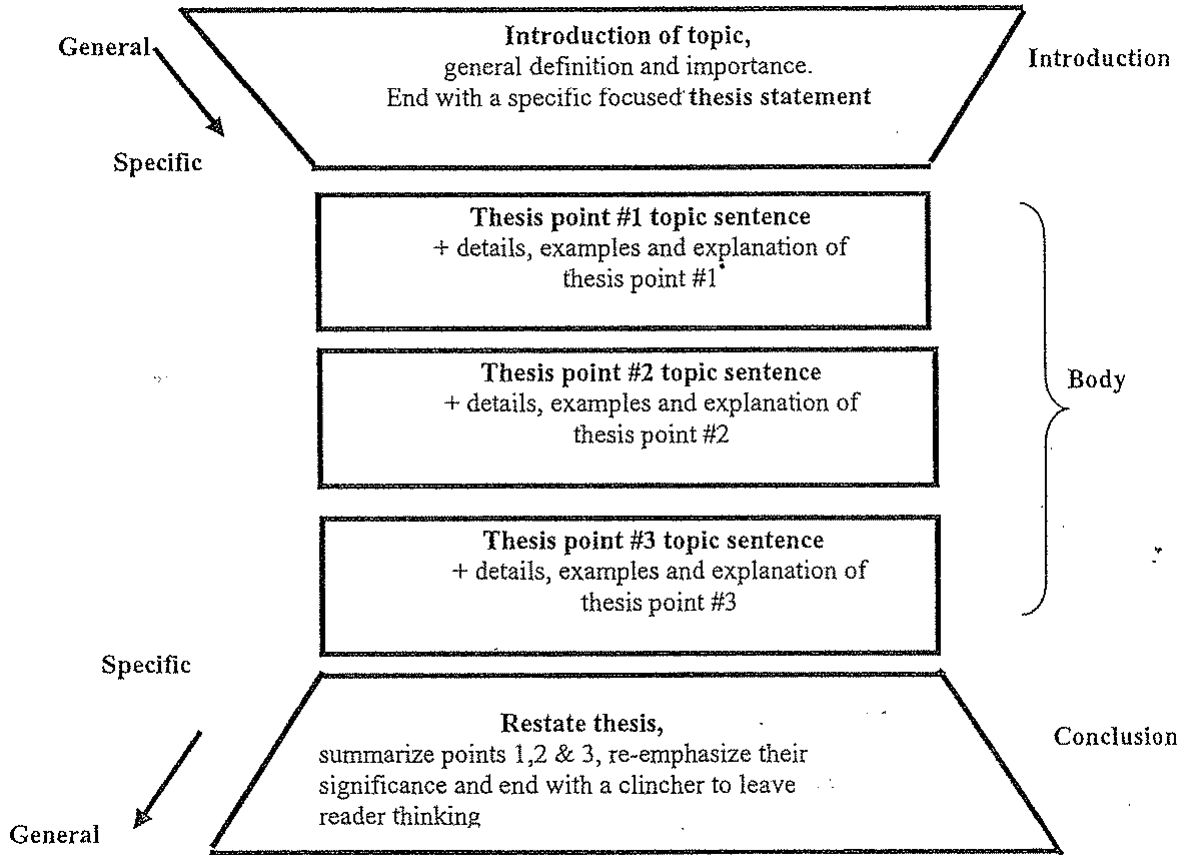 General
Introduction of topic,
general definition and importance.
End with a specific focused thesis statement
Introduction
Specific
Thesis point #1 topic sentence
+ details, examples and explanation of
thesis point #1
Thesis point #2 topic sentence
+ details, examples and explanation of
thesis point #2
Body
Thesis point #3 topic sentence
+ details, examples and explanation of
thesis point #3
Specific
Restate thesis,
summarize points 1,2 & 3, re-emphasize their
significance and end with a clincher to leave
reader thinking
Conclusion
General